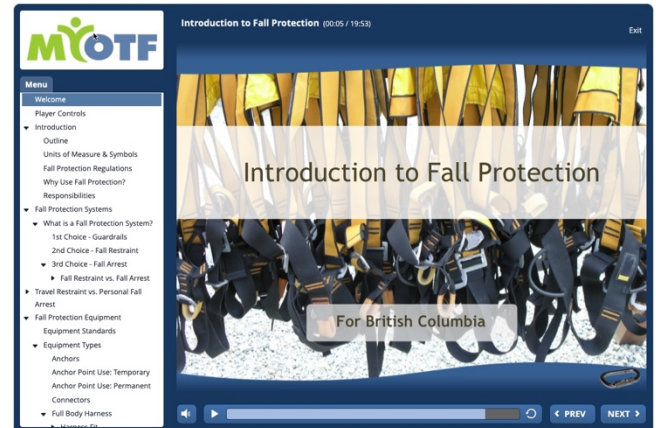 Introduction to Fall Protection (00:05 / 19:53)
Exit
MYOTF
Menu
Welcome
Player Controls
Introduction
Outline
Units of Measure & Symbols
Fall Protection Regulations
Why Use Fall Protection?
Responsibilities
Fall Protection Systems
What is a Fall Protection System?
1st Choice - Guardrails
2nd Choice - Fall Restraint
3rd Choice - Fall Arrest
Fall Restraint vs. Fall Arrest
Travel Restraint vs. Personal Fall
Arrest
Fall Protection Equipment
Equipment Standards
Equipment Types
Anchors
Anchor Point Use: Temporary
Anchor Point Use: Permanent
Connectors
Full Body Harness
Harness Fit
Introduction to Fall Protection
For British Columbia
PREV
NEXT